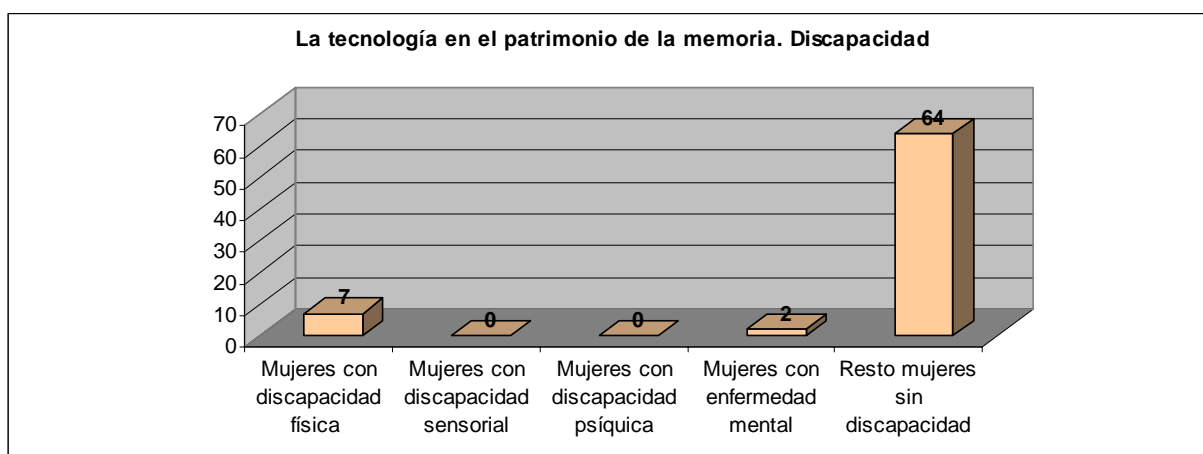 La tecnología en el patrimonio de la memoria. Discapacidad
70
60
50
40
30
20
10
0
7
0
0
2
64
Mujeres con
discapacidad
física
Mujeres con
discapacidad
sensorial
Mujeres con
discapacidad
psíquica
Mujeres con
enfermedad
mental
Resto mujeres
sin
discapacidad